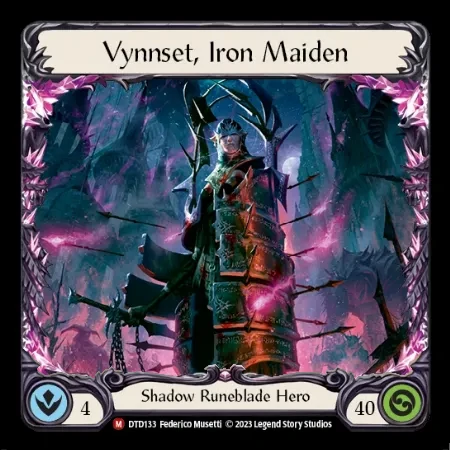 Vynnset, Iron Maiden
4
Shadow Runeblade Hero
40
M DTD133 Federico Musetti © 2023 Legend Story Studios